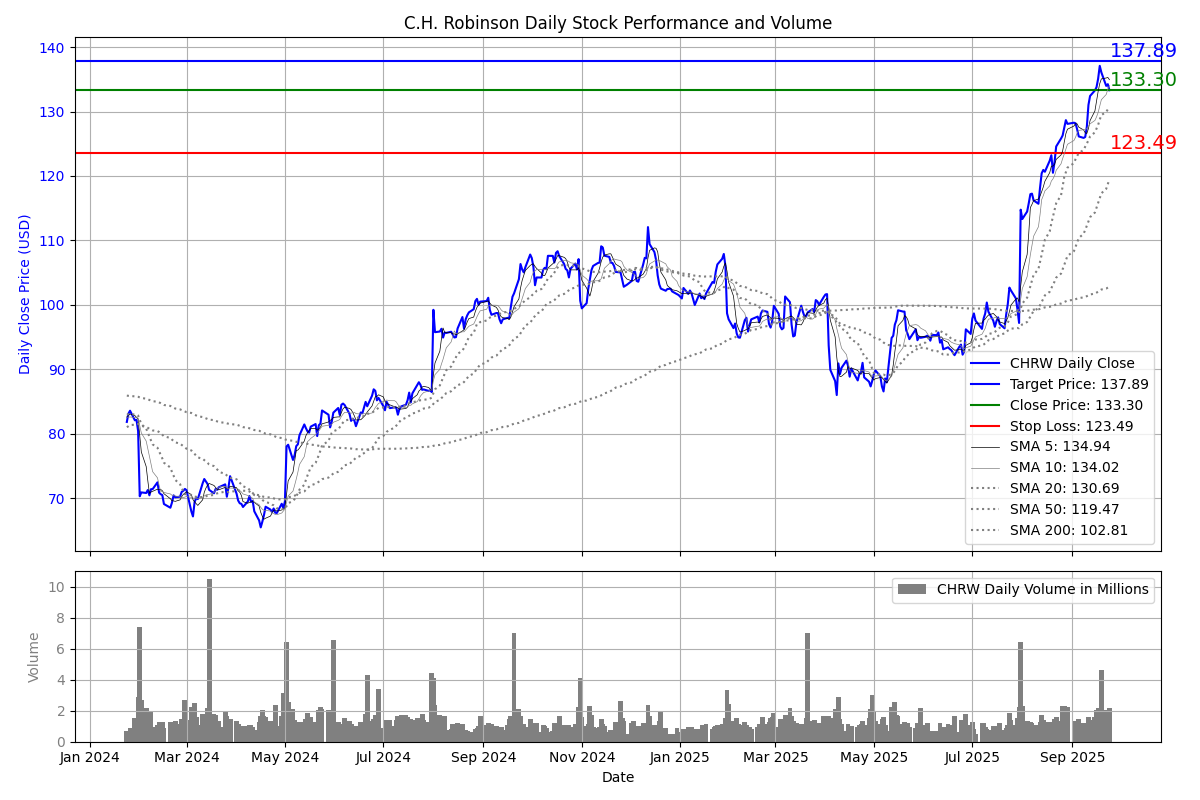 C.H. Robinson Daily Stock Performance and Volume
140
130
120
110
100
90
80
70
Daily Close Price (USD)
137.89
133.30
123.49
CHRW Daily Close
Target Price: 137.89
Close Price: 133.30
Stop Loss: 123.49
SMA 5: 134.94
SMA 10: 134.02
SMA 20: 130.69
SMA 50: 119.47
SMA 200: 102.81
10
8
6
4
2
0
Volume
CHRW Daily Volume in Millions
Jan 2024
Mar 2024
May 2024
Jul 2024
Sep 2024
Nov 2024
Jan 2025
Mar 2025
May 2025
Jul 2025
Sep 2025
Date